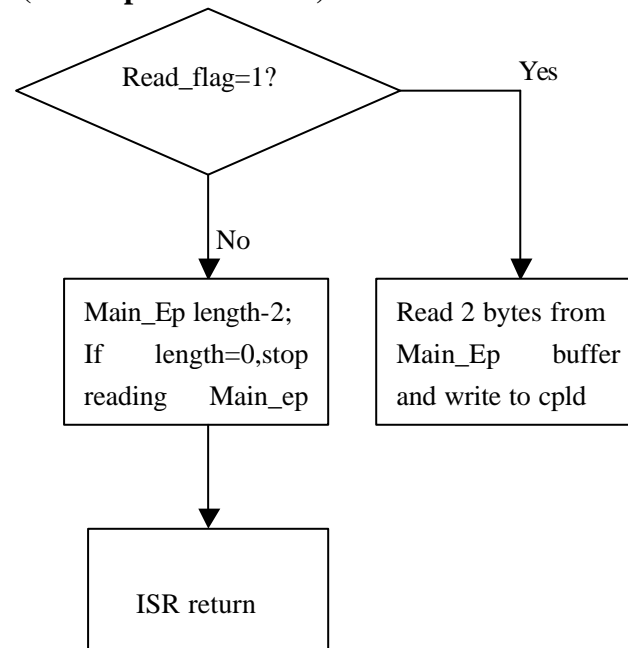 Read_flag=1?
Yes
No
Main_Ep length-2;
If length=0,stop
reading Main_ep
Read 2 bytes from
Main_Ep buffer
and write to cpld
ISR return